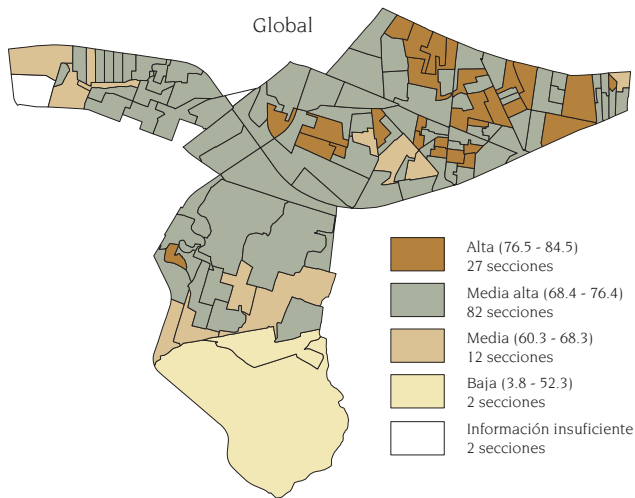 Global
Alta (76.5 - 84.5)
27 secciones
Media alta (68.4 - 76.4)
82 secciones
Media (60.3 - 68.3)
12 secciones
Baja (3.8 - 52.3)
2 secciones
Información insuficiente
2 secciones